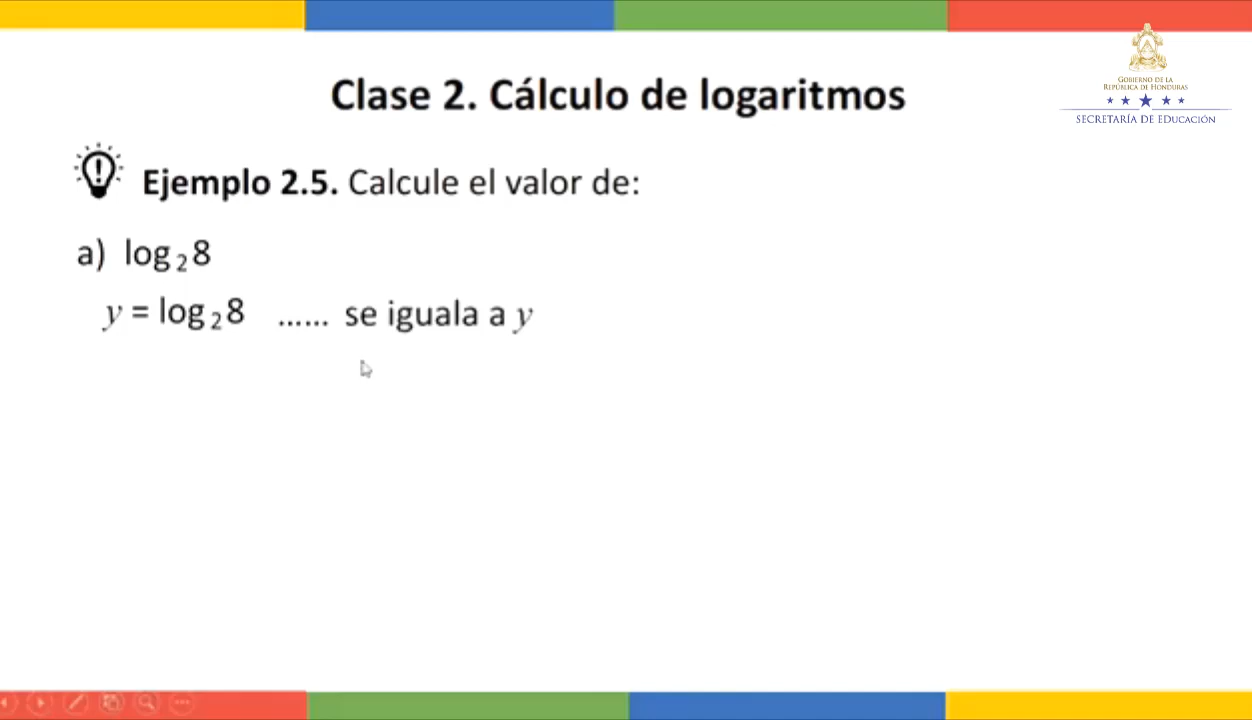 Clase 2. Cálculo de logaritmos
GOBIERNO DE LA
REPÚBLICA DE HONDURAS
SECRETARÍA DE EDUCACIÓN
Ejemplo 2.5. Calcule el valor de:
a) log₂8
y = log₂8 ...... se iguala a y